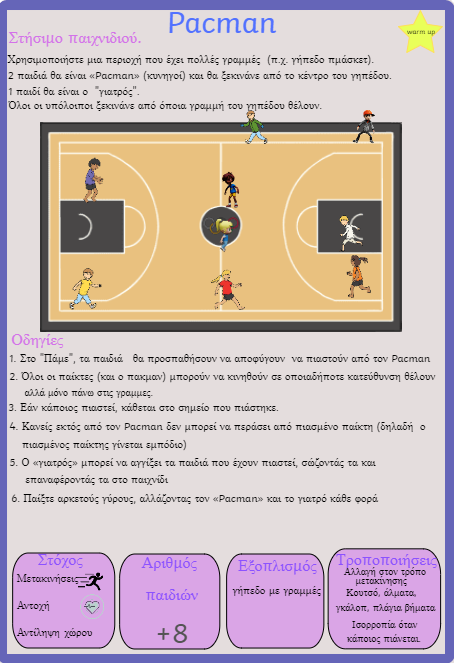 Pacman
warm up
Στήσιμο παιχνιδιού.
Χρησιμοποιήστε μια περιοχή που έχει πολλές γραμμές (π.χ. γήπεδο πμάσκετ).
2 παιδιά θα είναι «Pacman» (κυνηγοί) και θα ξεκινάνε από το κέντρο του γηπέδου.
1 παιδί θα είναι ο "γιατρός".
Όλοι οι υπόλοιποι ξεκινάνε από όποια γραμμή του γηπέδου θέλουν.
Οδηγίες
1. Στο "Πάμε", τα παιδιά θα προσπαθήσουν να αποφύγουν να πιαστούν από τον Pacman
2. Όλοι οι παίκτες (και ο πακμαν) μπορούν να κινηθούν σε οποιαδήποτε κατεύθυνση θέλουν
αλλά μόνο πάνω στις γραμμες.
3. Εάν κάποιος πιαστεί, κάθεται στο σημείο που πιάστηκε.
4. Κανείς εκτός από τον Pacman δεν μπορεί να περάσει από πιασμένο παίκτη (δηλαδή ο
πιασμένος παίκτης γίνεται εμπόδιο)
5. Ο «γιατρός» μπορεί να αγγίξει τα παιδιά που έχουν πιαστεί, σώζοντάς τα και
επαναφέροντάς τα στο παιχνίδι
6. Παίξτε αρκετούς γύρους, αλλάζοντας τον «Pacman» και το γιατρό κάθε φορά
Στόχος
Μετακινήσεις
Αντοχή
Αντίληψη χώρου
Αριθμός
παιδιών
+8
Εξοπλισμός
γήπεδο με γραμμές
Τροποποιήσεις
Αλλαγή στον τρόπο
μετακίνησης
Κουτσό, άλματα,
γκάλοπ, πλάγια βήματα
Ισορροπία όταν
κάποιος πιάνεται.